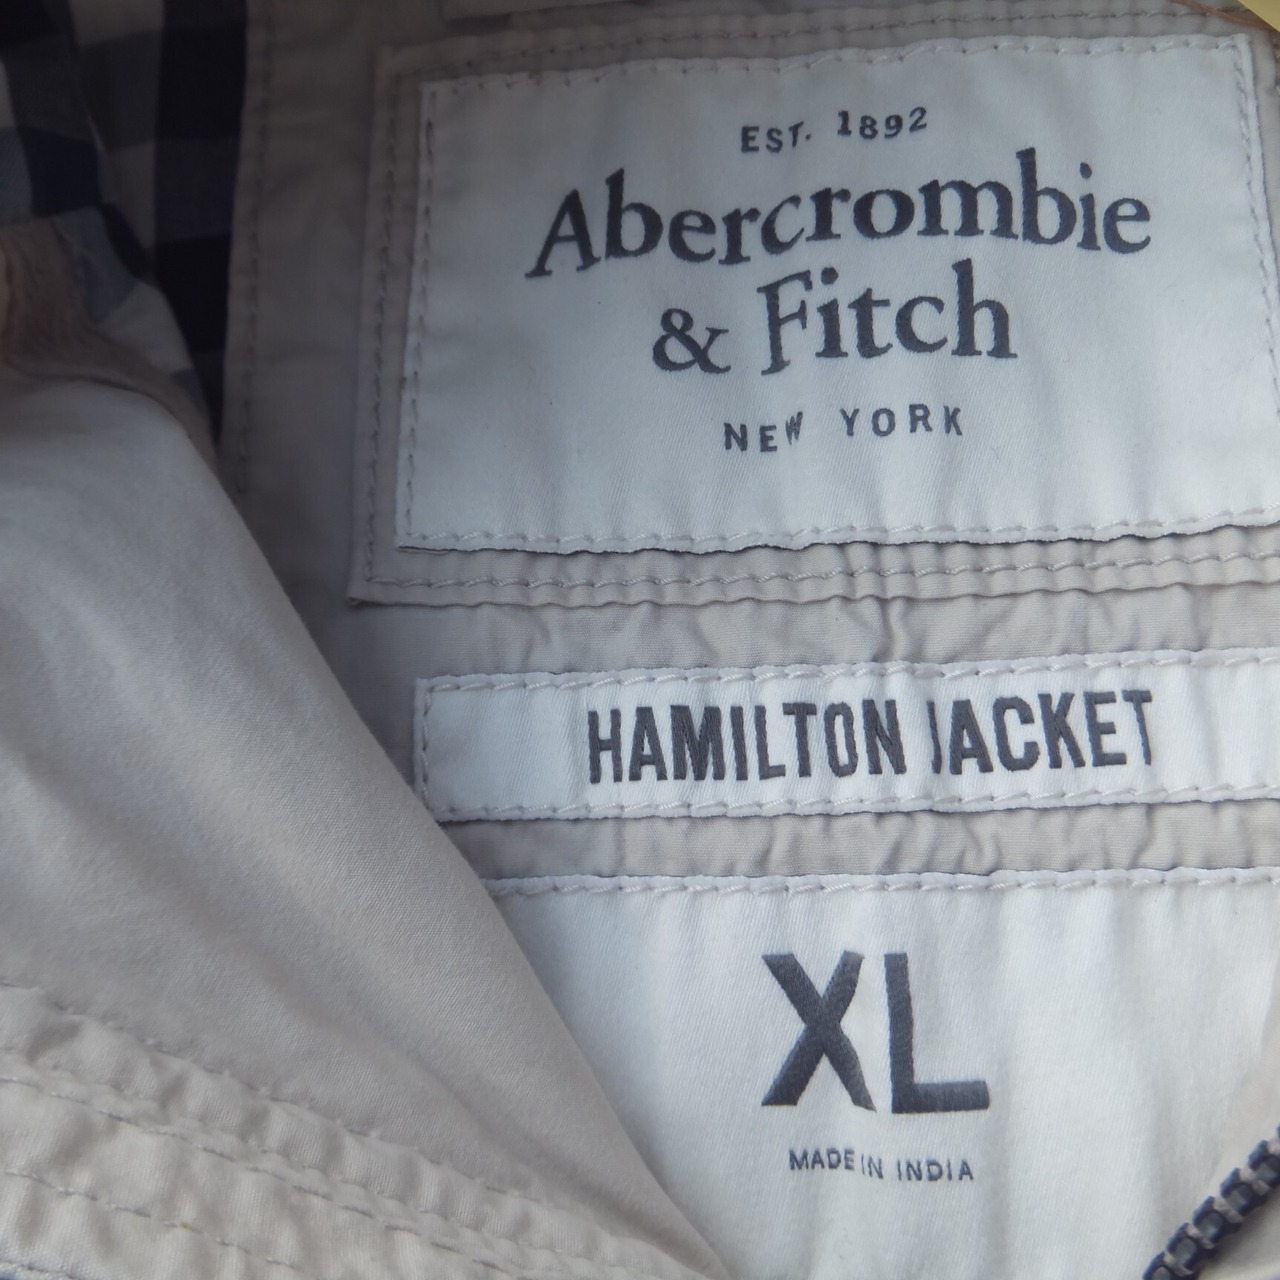 EST. 1892
Abercrombie
& Fitch
NEW YORK
HAMILTON JACKET
XL
MADE IN INDIA